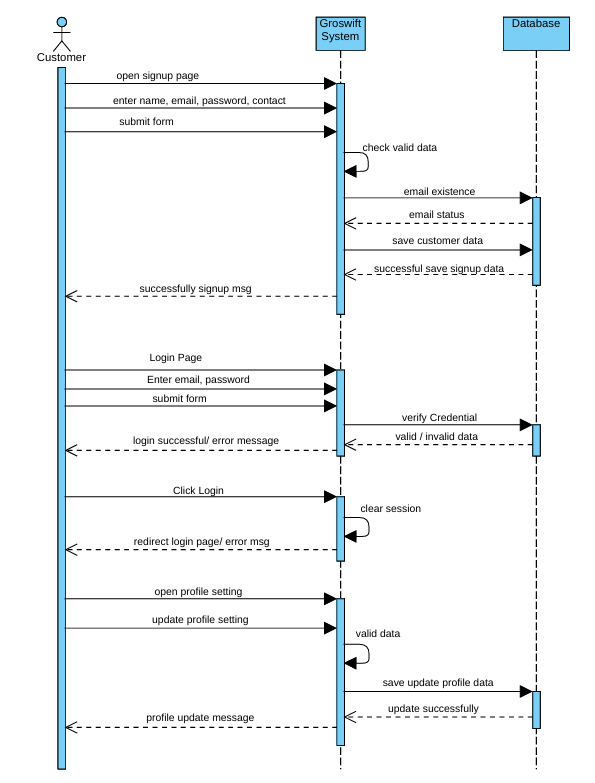 Customer
Groswift
System
Database
open signup page
enter name, email, password, contact
submit form
check valid data
email existence
email status
save customer data
successful save signup data
successfully signup msg
Login Page
Enter email, password
submit form
verify Credential
valid / invalid data
login successful/ error message
Click Login
clear session
redirect login page/ error msg
open profile setting
update profile setting
valid data
save update profile data
update successfully
profile update message